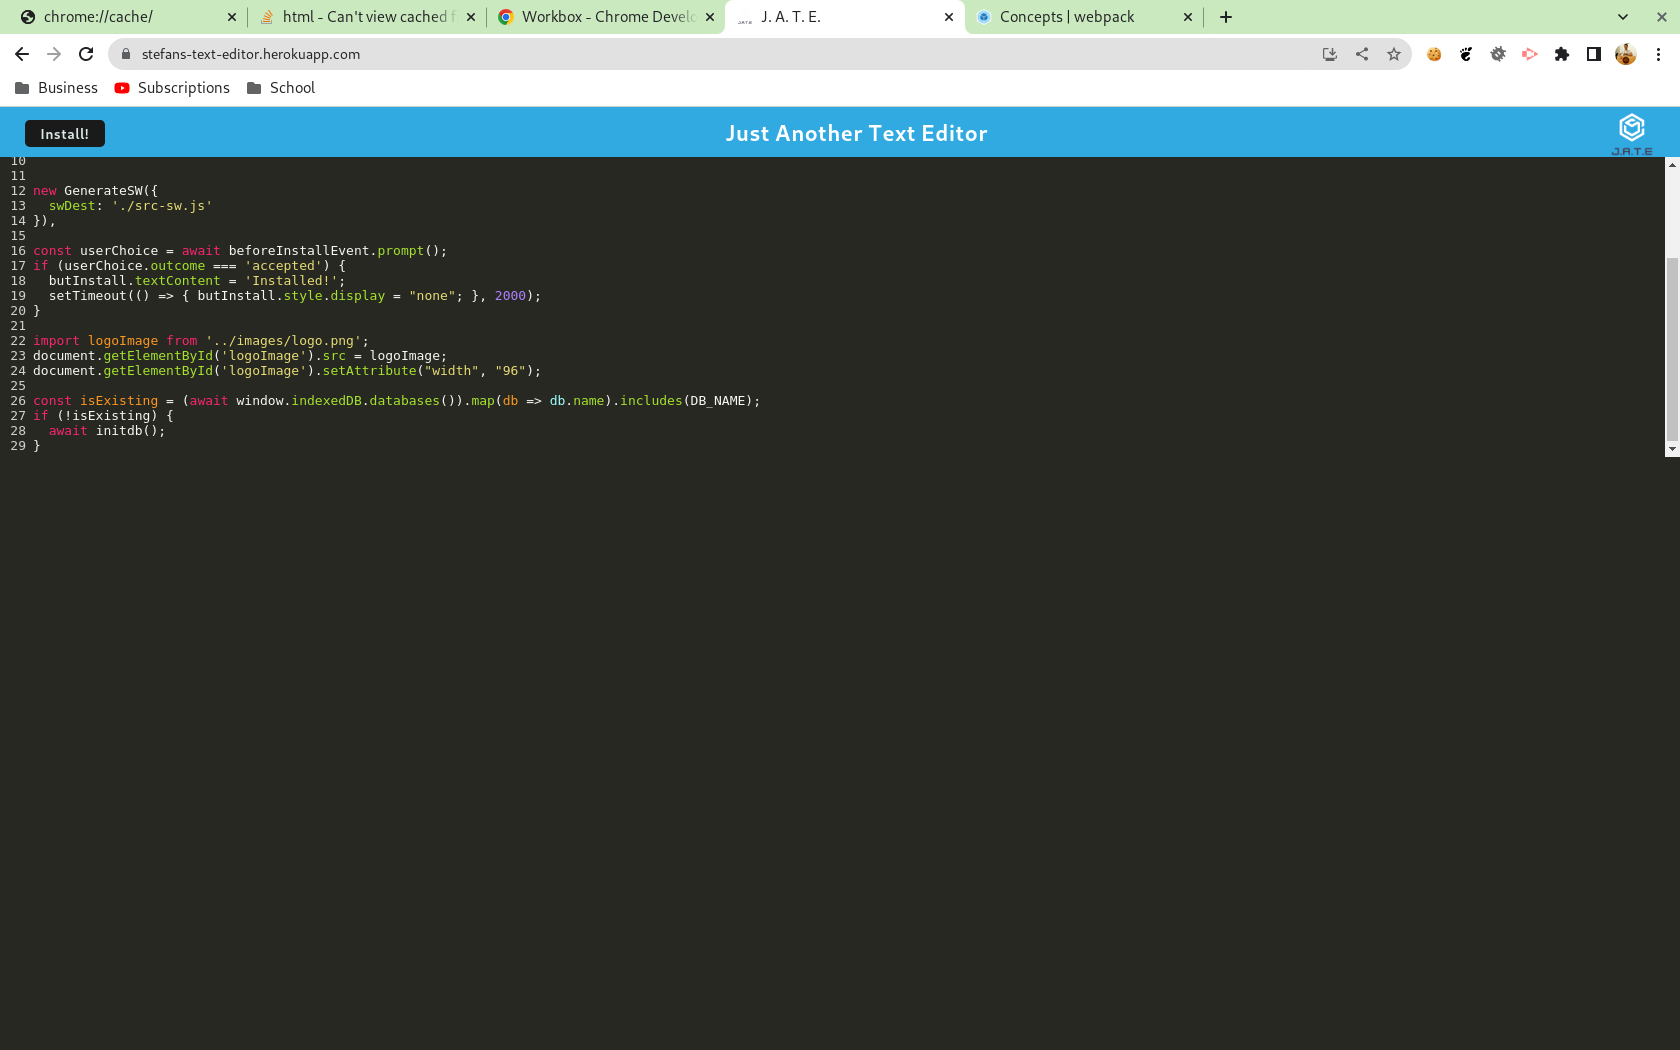 chrome://cache/
html - Can't view cached f
Workbox - Chrome Develo
J. A. T. E.
Concepts | webpack
stefans-text-editor.herokuapp.com
Business
Subscriptions
School
Install!
Just Another Text Editor
J.A.T.E
10
11
12 new GenerateSW({
13   swDest: './src-sw.js'
14 }),
15
16 const userChoice = await beforeInstallEvent.prompt();
17 if (userChoice.outcome === 'accepted') {
18   butInstall.textContent = 'Installed!';
19   setTimeout(() => { butInstall.style.display = "none"; }, 2000);
20 }
21
22 import logoImage from '../images/logo.png';
23 document.getElementById('logoImage').src = logoImage;
24 document.getElementById('logoImage').setAttribute("width", "96");
25
26 const isExisting = (await window.indexedDB.databases()).map(db => db.name).includes(DB_NAME);
27 if (!isExisting) {
28   await initdb();
29 }